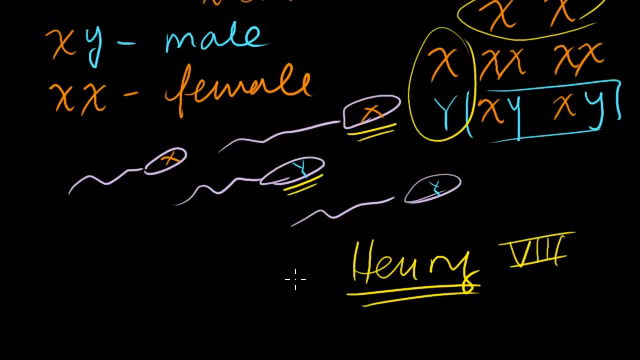 X X
xy - male
X XX XX
xx - female
Y XY XY
X
X
Y
Y
Henry VIII